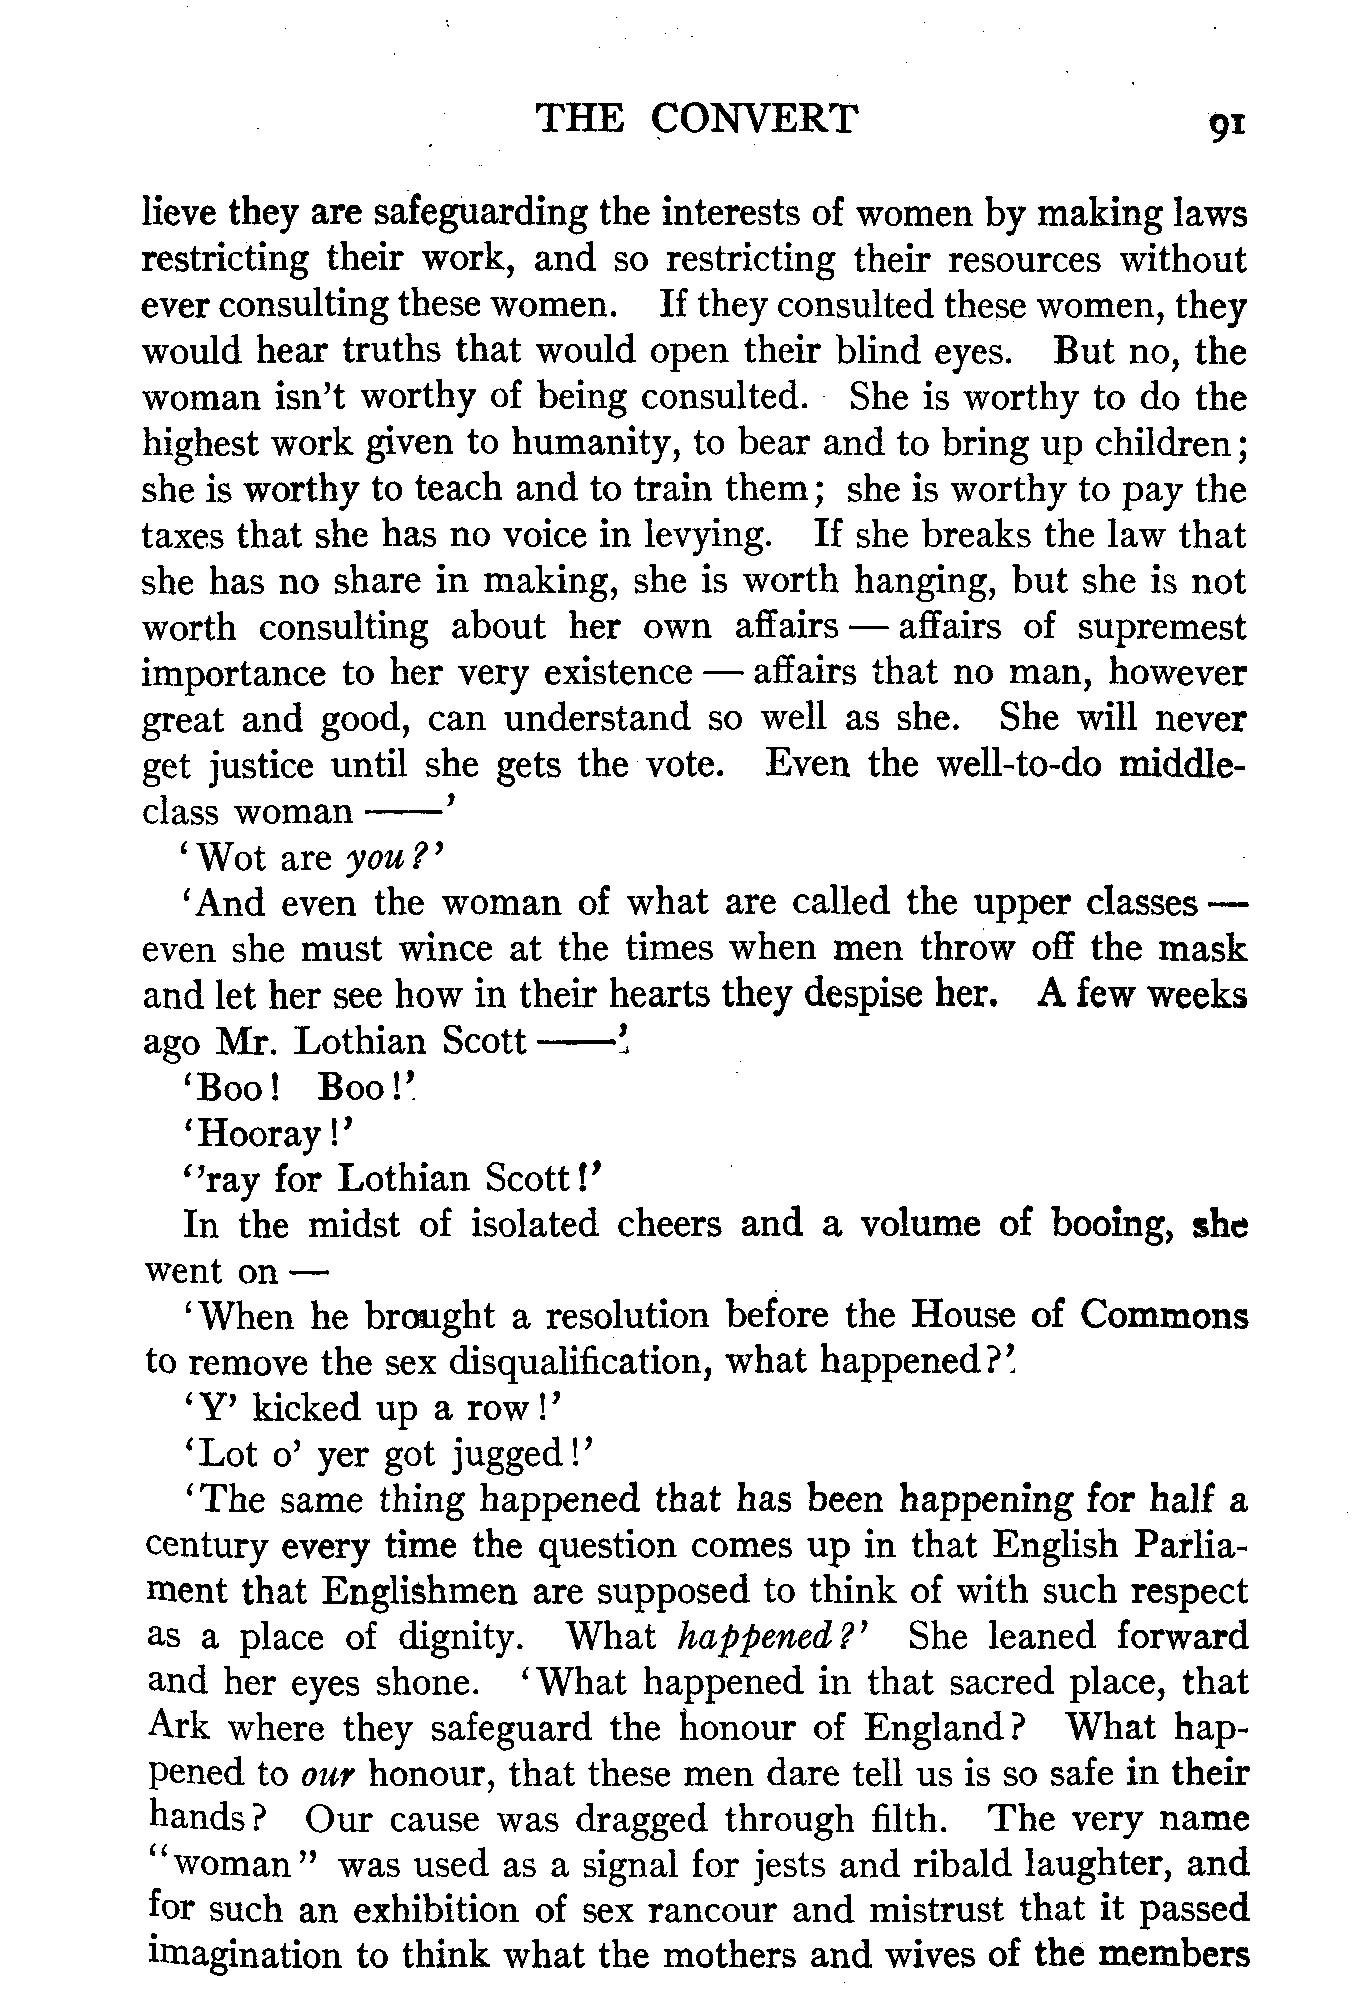 THE CONVERT 91
lieve they are safeguarding the interests of women by making laws
restricting their work, and so restricting their resources without
ever consulting these women. If they consulted these women, they
would hear truths that would open their blind eyes. But no, the
woman isn't worthy of being consulted. She is worthy to do the
highest work given to humanity, to bear and to bring up children;
she is worthy to teach and to train them; she is worthy to pay the
taxes that she has no voice in levying. If she breaks the law that
she has no share in making, she is worth hanging, but she is not
worth consulting about her own affairs — affairs of supremest
importance to her very existence — affairs that no man, however
great and good, can understand so well as she. She will never
get justice until she gets the vote. Even the well-to-do middle-
class woman ——'
'Wot are you?'
'And even the woman of what are called the upper classes —
even she must wince at the times when men throw off the mask
and let her see how in their hearts they despise her. A few weeks
ago Mr. Lothian Scott ——'
'Boo! Boo!'
'Hooray!'
''ray for Lothian Scott!'
In the midst of isolated cheers and a volume of booing, she
went on —
'When he brought a resolution before the House of Commons
to remove the sex disqualification, what happened?'
'Y' kicked up a row!'
'Lot o' yer got jugged!'
'The same thing happened that has been happening for half a
century every time the question comes up in that English Parlia-
ment that Englishmen are supposed to think of with such respect
as a place of dignity. What happened?' She leaned forward
and her eyes shone. 'What happened in that sacred place, that
Ark where they safeguard the honour of England? What hap-
pened to our honour, that these men dare tell us is so safe in their
hands? Our cause was dragged through filth. The very name
"woman" was used as a signal for jests and ribald laughter, and
for such an exhibition of sex rancour and mistrust that it passed
imagination to think what the mothers and wives of the members